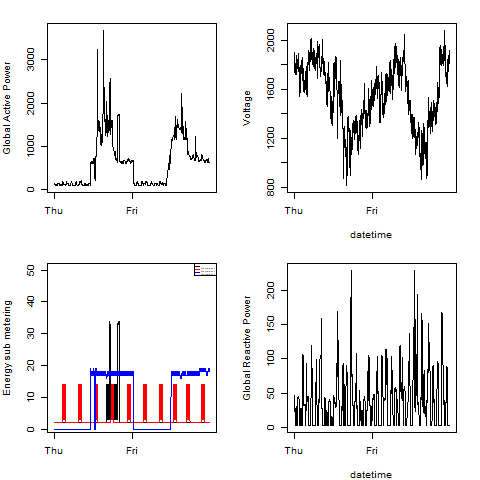 Global Active Power
3000
2000
1000
0
Thu
Fri
Voltage
2000
1600
1200
800
Thu
Fri
datetime
Energy sub metering
50
40
30
20
10
0
Thu
Fri
Global Reactive Power
200
150
100
50
0
Thu
Fri
datetime